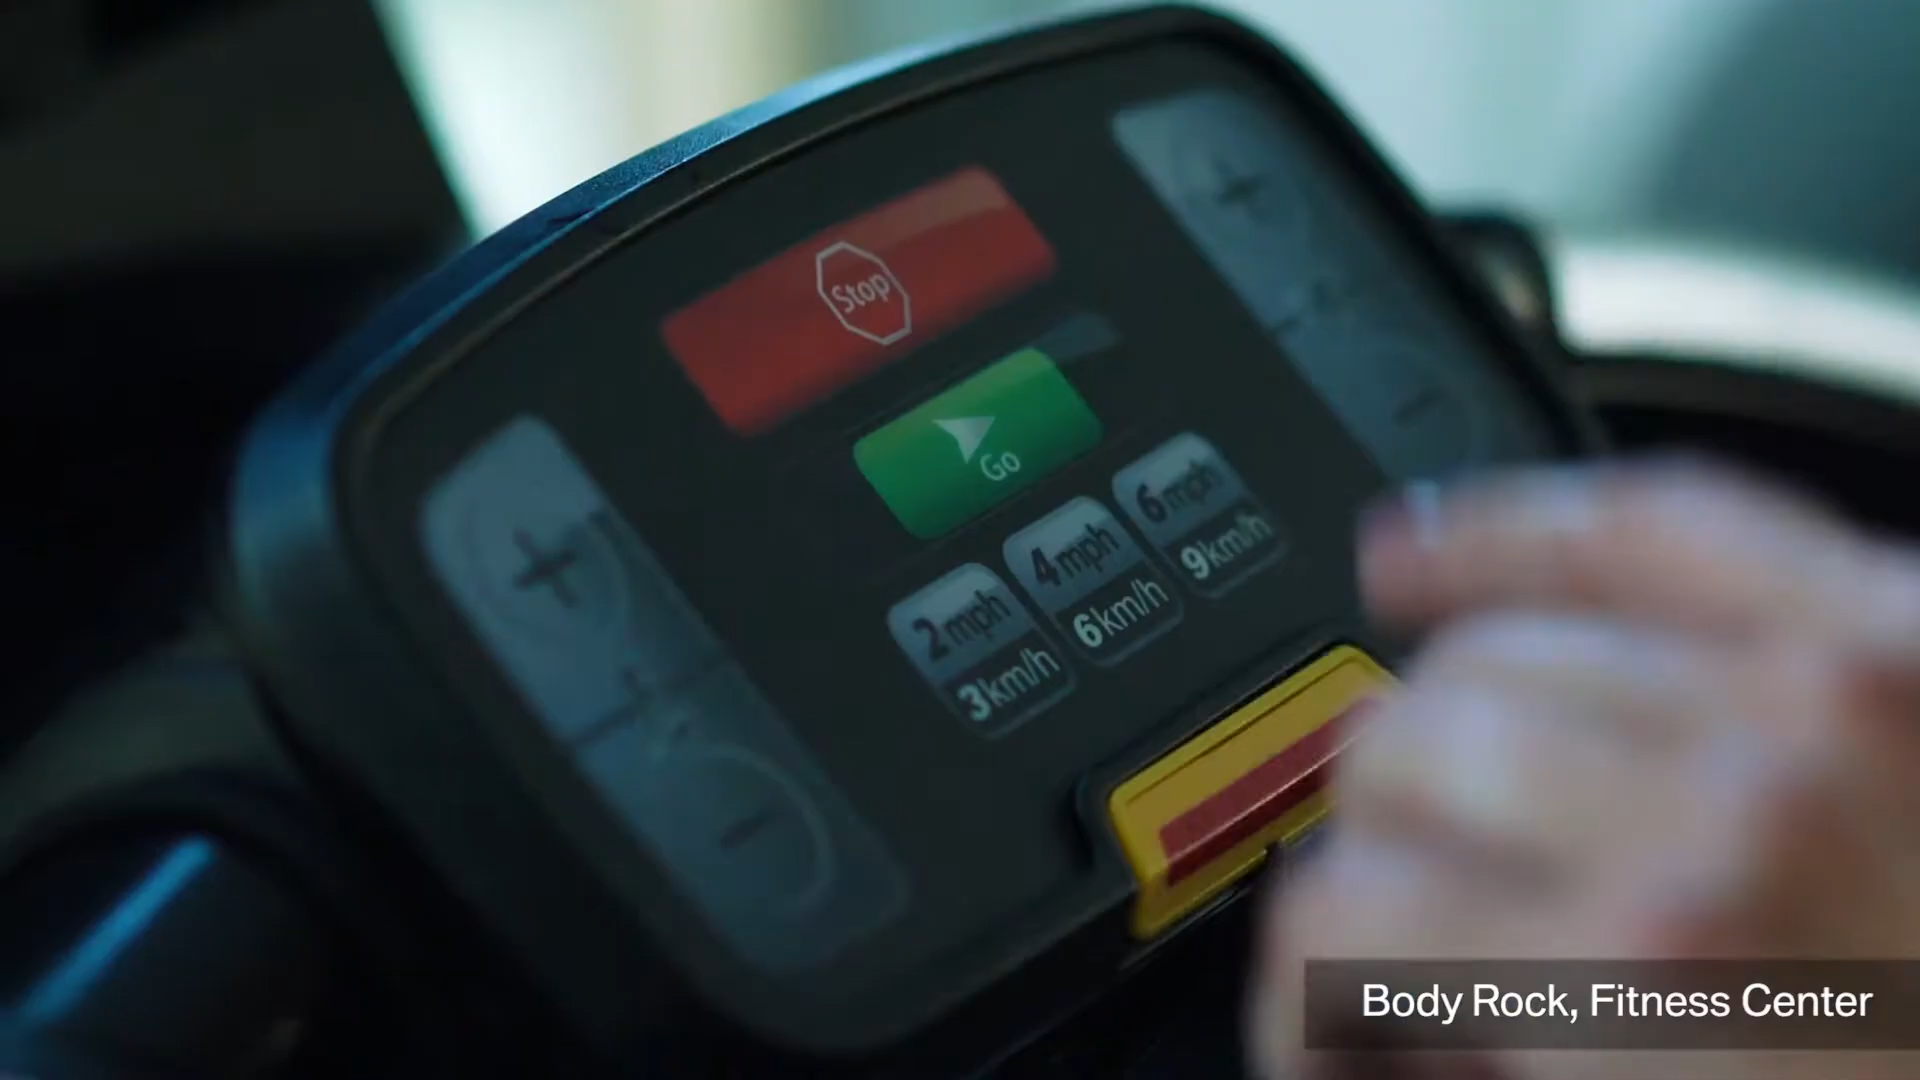 Stop
Go
2mph
3km/h
4mph
6km/h
6mph
9km/h
Body Rock, Fitness Center